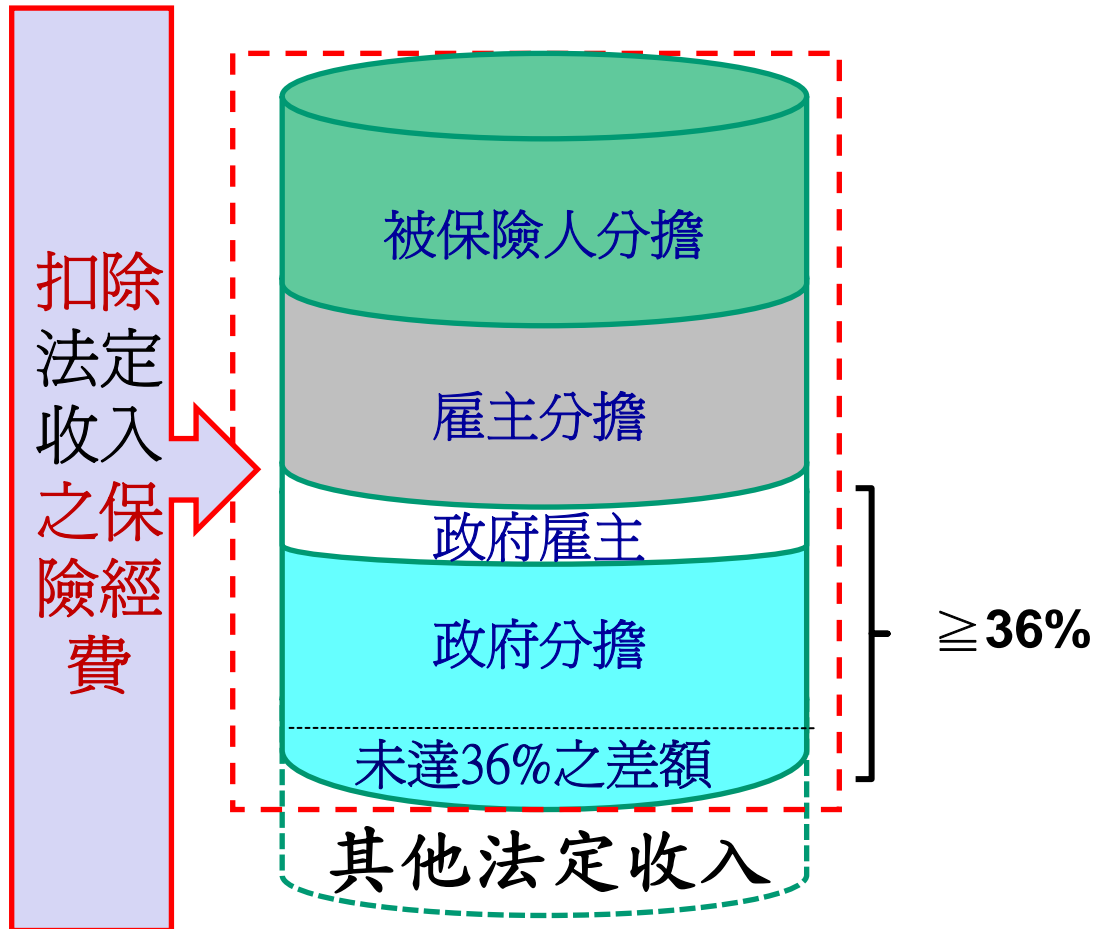 扣除
法定
收入
之保
險經
費
被保險人分擔
雇主分擔
政府雇主
政府分擔
未達36%之差額
其他法定收入
≧36%